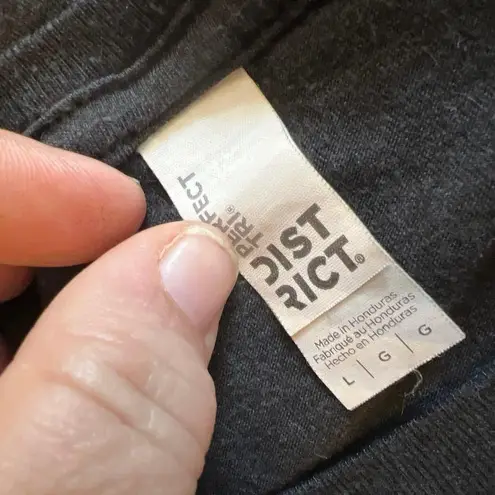 PERFECT
TRI®
DIST
RICT®
Made in Honduras
Fabriqué au Honduras
Hecho en Honduras
L | G | G